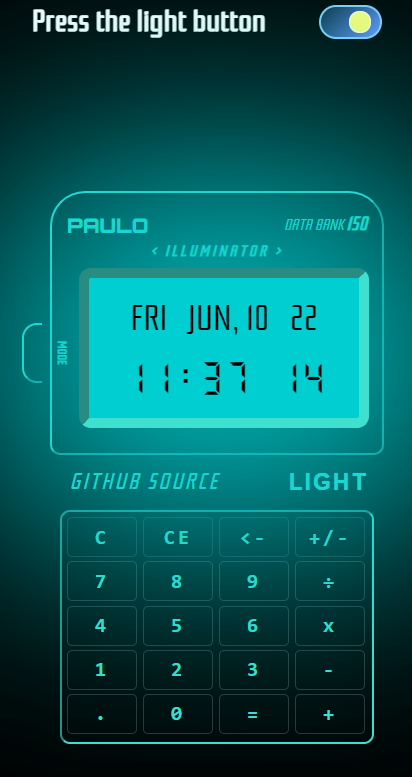 Press the light button
PAULO DATA BANK 150
< ILLUMINATOR >
FRI JUN, 10 22
MODE
11:37 14
GITHUB SOURCE LIGHT
C CE <- +/-
7 8 9 ÷
4 5 6 x
1 2 3 -
. 0 = +